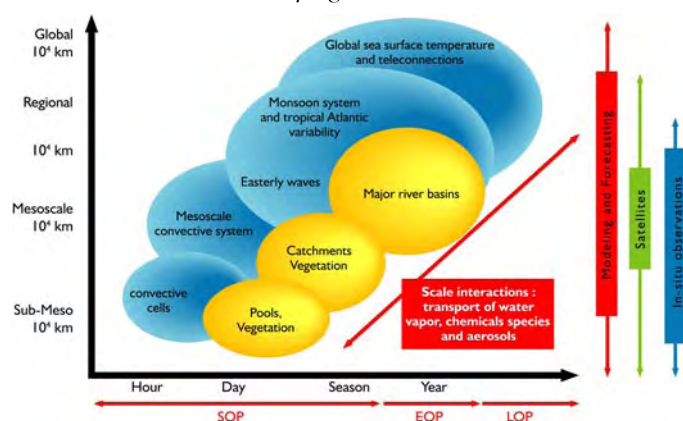 Global
10⁴ km
Regional
10⁴ km
Mesoscale
10⁴ km
Sub-Meso
10⁴ km
Global sea surface temperature
and teleconnections
Monsoon system
and tropical Atlantic
variability
Easterly waves
Major river basins
Mesoscale
convective system
Catchments
Vegetation
convective
cells
Pools,
Vegetation
Scale interactions :
transport of water
vapor, chemicals species
and aerosols
Modeling and Forecasting
Satellites
In-situ observations
Hour
Day
Season
Year
SOP
EOP
LOP